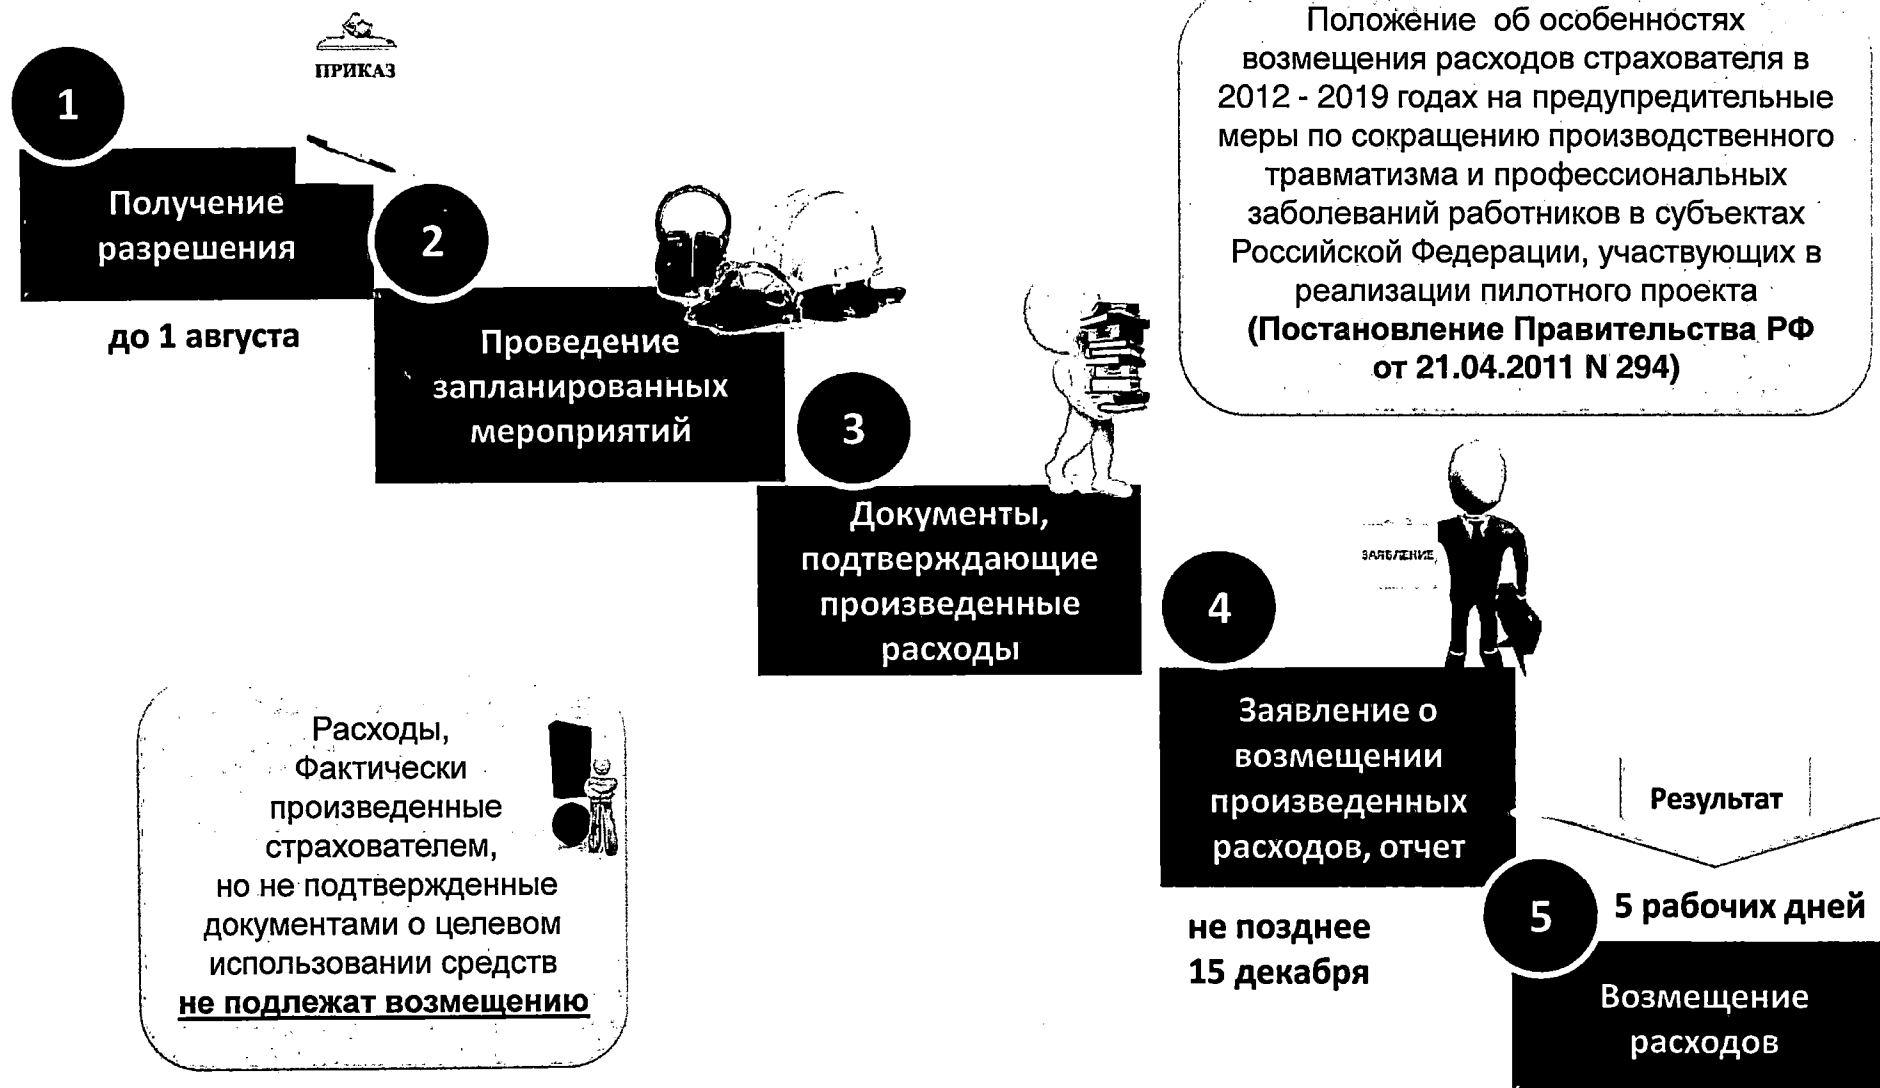 ПРИКАЗ
1
Получение
разрешения
до 1 августа
2
Проведение
запланированных
мероприятий
3
Документы,
подтверждающие
произведенные
расходы
Положение об особенностях
возмещения расходов страхователя в
2012 - 2019 годах на предупредительные
меры по сокращению производственного
травматизма и профессиональных
заболеваний работников в субъектах
Российской Федерации, участвующих в
реализации пилотного проекта
(Постановление Правительства РФ
от 21.04.2011 N 294)
ЗАЯВЛЕНИЕ
4
Заявление о
возмещении
произведенных
расходов, отчет
не позднее
15 декабря
Расходы,
Фактически
произведенные
страхователем,
но не подтвержденные
документами о целевом
использовании средств
не подлежат возмещению
Результат
5 рабочих дней
5
Возмещение
расходов